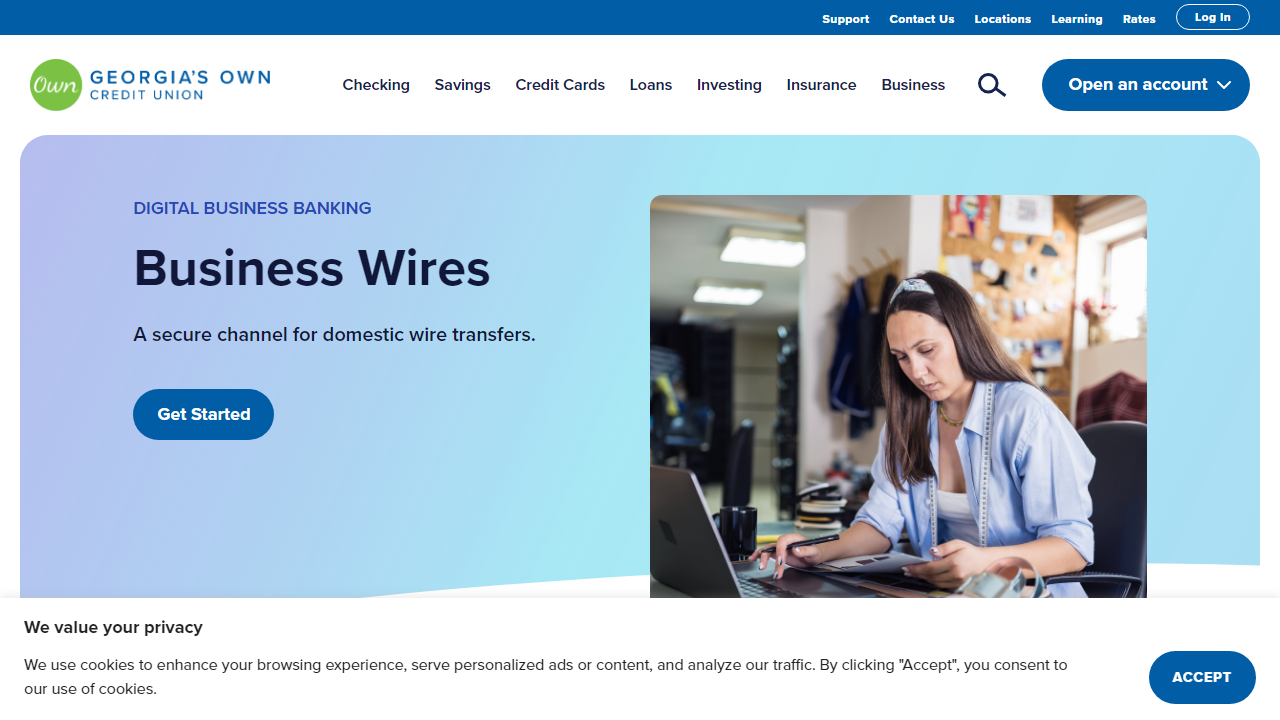 Support Contact Us Locations Learning Rates Log In
Own GEORGIA'S OWN
CREDIT UNION
Checking Savings Credit Cards Loans Investing Insurance Business Open an account
DIGITAL BUSINESS BANKING
Business Wires
A secure channel for domestic wire transfers.
Get Started
We value your privacy
We use cookies to enhance your browsing experience, serve personalized ads or content, and analyze our traffic. By clicking "Accept", you consent to
our use of cookies.
ACCEPT